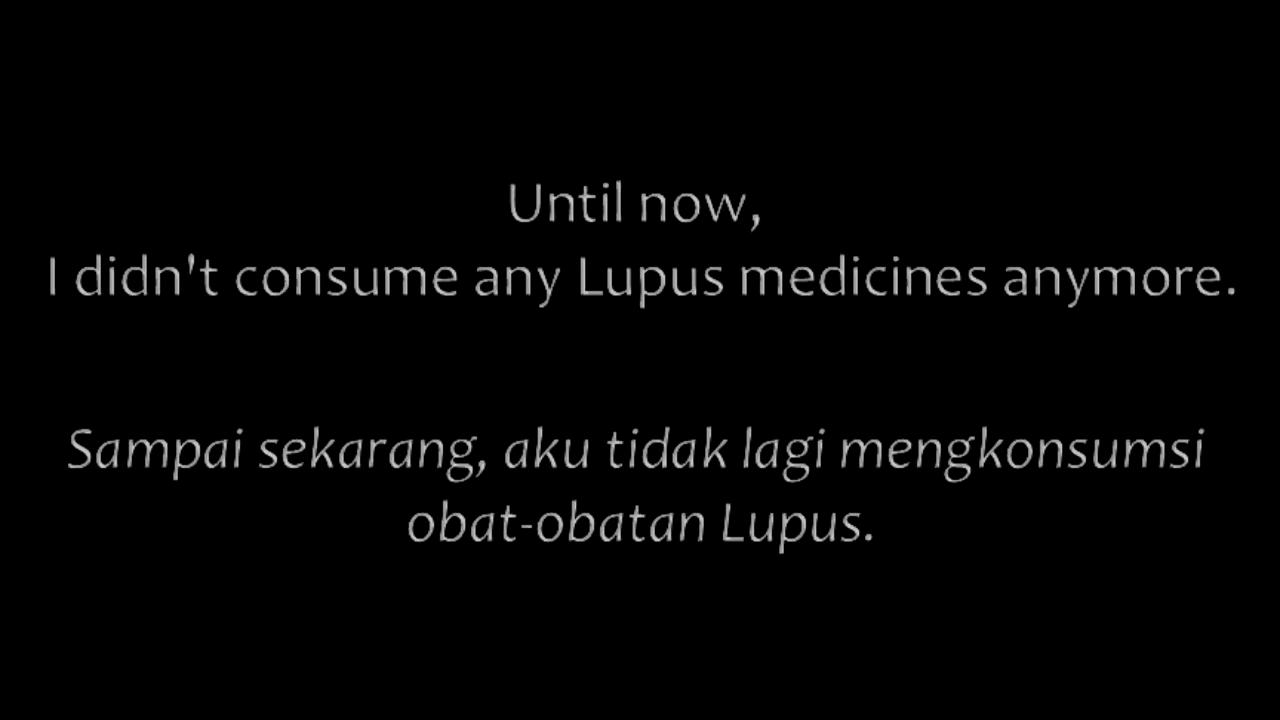 Until now,
I didn't consume any Lupus medicines anymore.
Sampai sekarang, aku tidak lagi mengkonsumsi
obat-obatan Lupus.